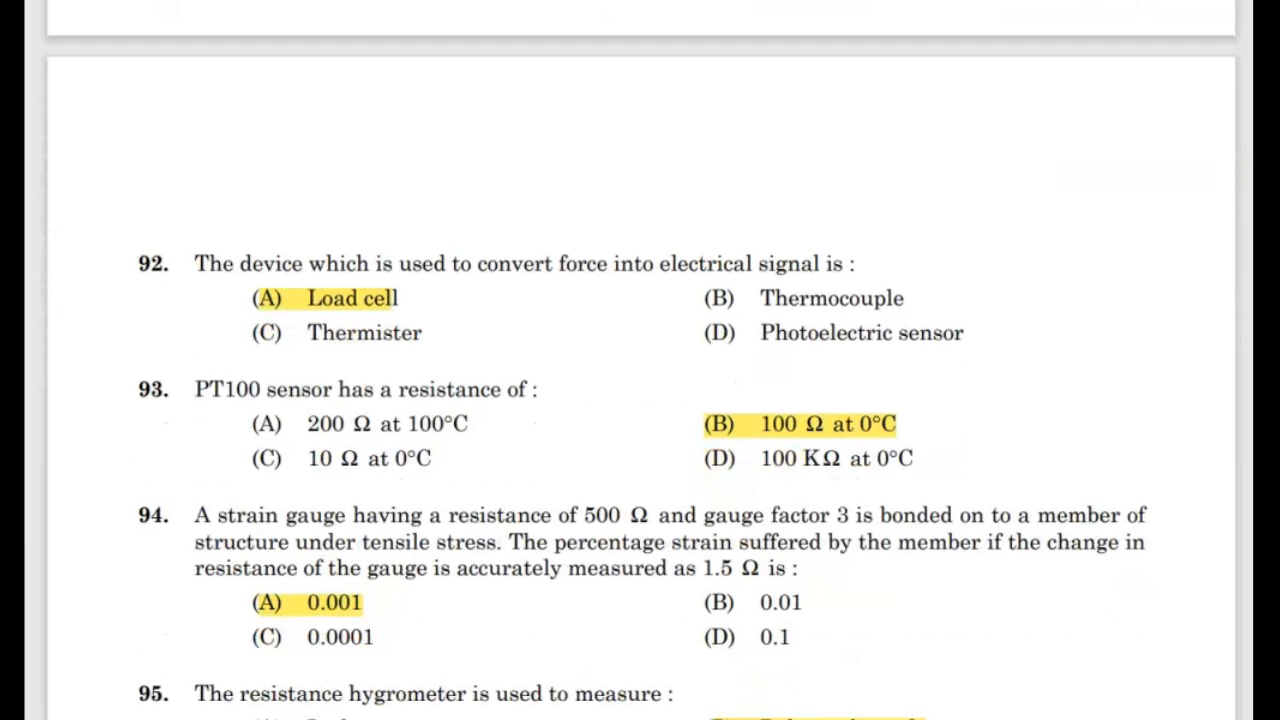 92. The device which is used to convert force into electrical signal is :
(A) Load cell (B) Thermocouple
(C) Thermister (D) Photoelectric sensor
93. PT100 sensor has a resistance of :
(A) 200 Ω at 100°C (B) 100 Ω at 0°C
(C) 10 Ω at 0°C (D) 100 KΩ at 0°C
94. A strain gauge having a resistance of 500 Ω and gauge factor 3 is bonded on to a member of
structure under tensile stress. The percentage strain suffered by the member if the change in
resistance of the gauge is accurately measured as 1.5 Ω is :
(A) 0.001 (B) 0.01
(C) 0.0001 (D) 0.1
95. The resistance hygrometer is used to measure :